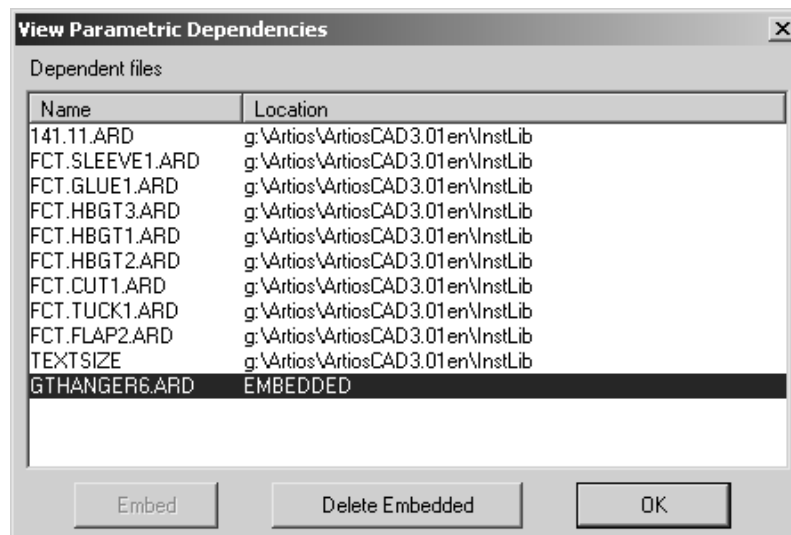 View Parametric Dependencies
Dependent files
Name Location
141.11.ARD g:\Artios\ArtiosCAD3.01en\InstLib
FCT.SLEEVE1.ARD g:\Artios\ArtiosCAD3.01en\InstLib
FCT.GLUE1.ARD g:\Artios\ArtiosCAD3.01en\InstLib
FCT.HBGT3.ARD g:\Artios\ArtiosCAD3.01en\InstLib
FCT.HBGT1.ARD g:\Artios\ArtiosCAD3.01en\InstLib
FCT.HBGT2.ARD g:\Artios\ArtiosCAD3.01en\InstLib
FCT.CUT1.ARD g:\Artios\ArtiosCAD3.01en\InstLib
FCT.TUCK1.ARD g:\Artios\ArtiosCAD3.01en\InstLib
FCT.FLAP2.ARD g:\Artios\ArtiosCAD3.01en\InstLib
TEXTSIZE g:\Artios\ArtiosCAD3.01en\InstLib
GTHANGER6.ARD EMBEDDED
Embed Delete Embedded OK